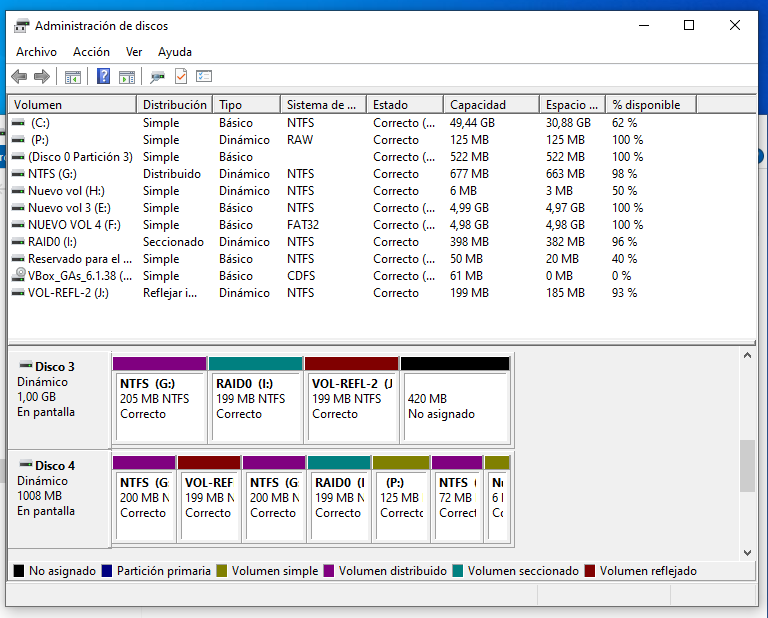 Administración de discos
Archivo Acción Ver Ayuda
Volumen Distribución Tipo Sistema de ... Estado Capacidad Espacio ... % disponible
(C:) Simple Básico NTFS Correcto (... 49,44 GB 30,88 GB 62 %
(P:) Simple Dinámico RAW Correcto 125 MB 125 MB 100 %
(Disco 0 Partición 3) Simple Básico Correcto (... 522 MB 522 MB 100 %
NTFS (G:) Distribuido Dinámico NTFS Correcto 677 MB 663 MB 98 %
Nuevo vol (H:) Simple Dinámico NTFS Correcto 6 MB 3 MB 50 %
Nuevo vol 3 (E:) Simple Básico NTFS Correcto (... 4,99 GB 4,97 GB 100 %
NUEVO VOL 4 (F:) Simple Básico FAT32 Correcto (... 4,98 GB 4,98 GB 100 %
RAID0 (I:) Seccionado Dinámico NTFS Correcto 398 MB 382 MB 96 %
Reservado para el ... Simple Básico NTFS Correcto (... 50 MB 20 MB 40 %
VBox_GAs_6.1.38 (... Simple Básico CDFS Correcto (... 61 MB 0 MB 0 %
VOL-REFL-2 (J:) Reflejar i... Dinámico NTFS Correcto 199 MB 185 MB 93 %
Disco 3
Dinámico
1,00 GB
En pantalla
NTFS (G:)
205 MB NTFS
Correcto
RAID0 (I:)
199 MB NTFS
Correcto
VOL-REFL-2 (J
199 MB NTFS
Correcto
420 MB
No asignado
Disco 4
Dinámico
1008 MB
En pantalla
NTFS (G
200 MB N
Correcto
VOL-REF
199 MB N
Correcto
NTFS (G
200 MB N
Correcto
RAID0 (I
199 MB N
Correcto
(P:)
125 MB
Correcto
NTFS (
72 MB
Correct
6
No asignado Partición primaria Volumen simple Volumen distribuido Volumen seccionado Volumen reflejado